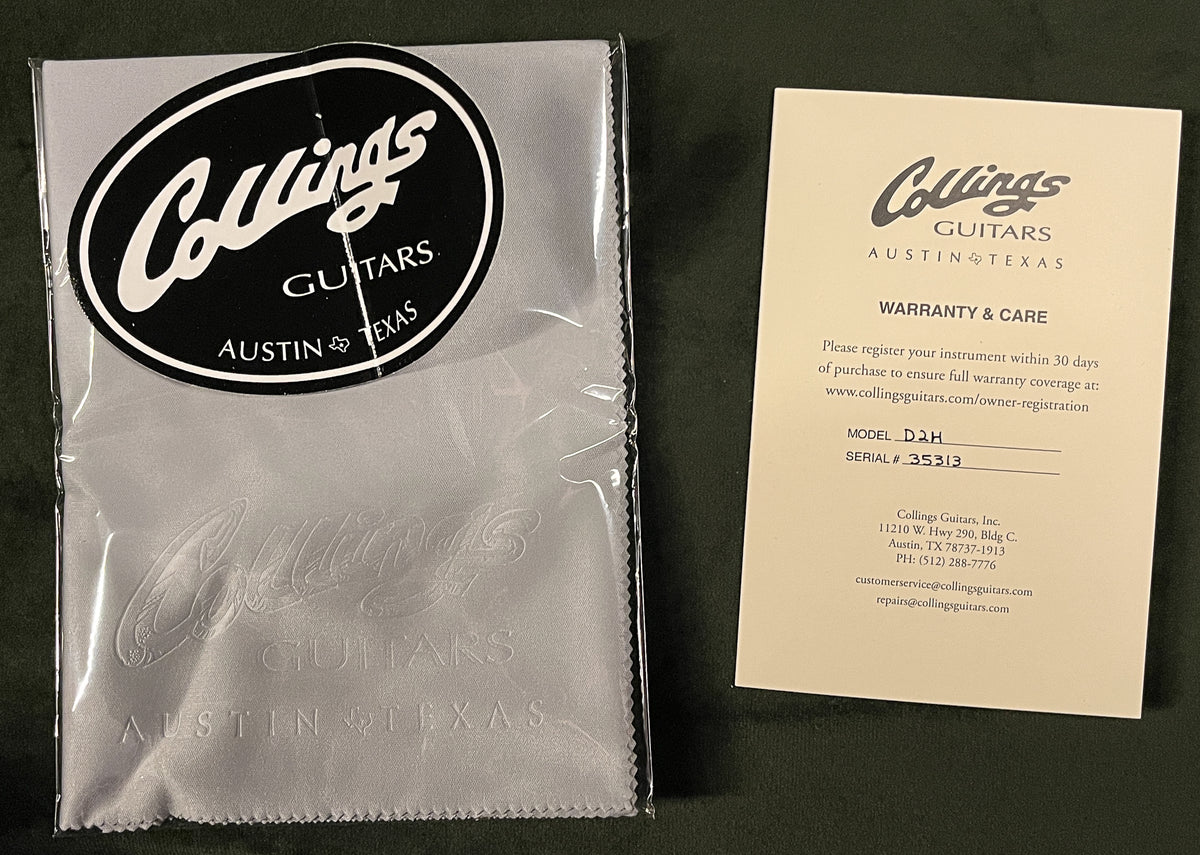 Collings
GUITARS
AUSTIN TEXAS
Collings
GUITARS
AUSTIN TEXAS
Collings
GUITARS
AUSTIN TEXAS
WARRANTY & CARE
Please register your instrument within 30 days
of purchase to ensure full warranty coverage at:
www.collingsguitars.com/owner-registration
MODEL D2H
SERIAL # 35313
Collings Guitars, Inc.
11210 W. Hwy 290, Bldg C.
Austin, TX 78737-1913
PH: (512) 288-7776
customerservice@collingsguitars.com
repairs@collingsguitars.com